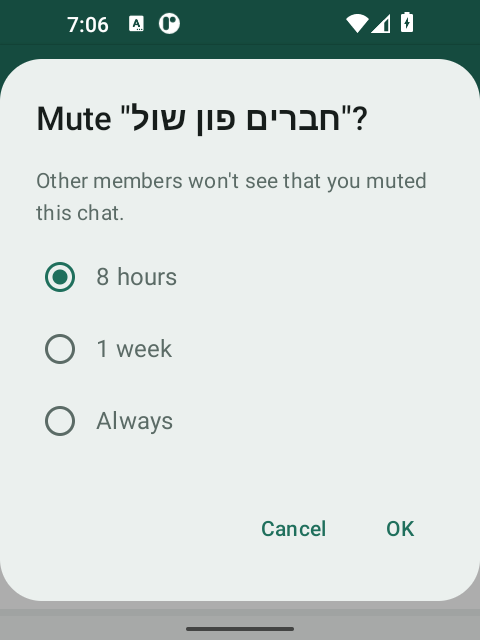 7:06
Mute "חברים פון שול"?
Other members won't see that you muted
this chat.
8 hours
1 week
Always
Cancel OK